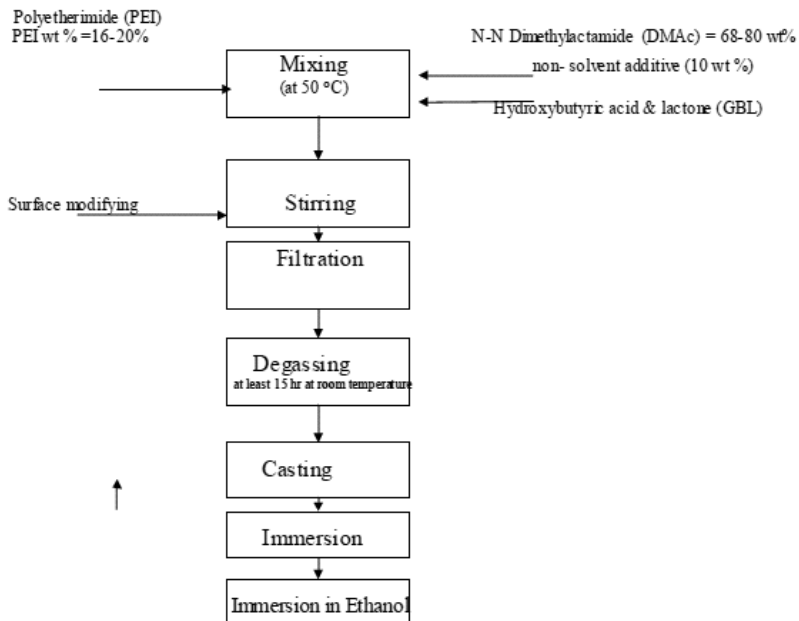 Polyetherimide (PEI)
PEI wt % =16-20%
N-N Dimethylactamide (DMAc) = 68-80 wt%
non- solvent additive (10 wt %)
Hydroxybutyric acid & lactone (GBL)
Mixing
(at 50 °C)
Surface modifying
Stirring
Filtration
Degassing
at least 15 hr at room temperature
Casting
Immersion
Immersion in Ethanol